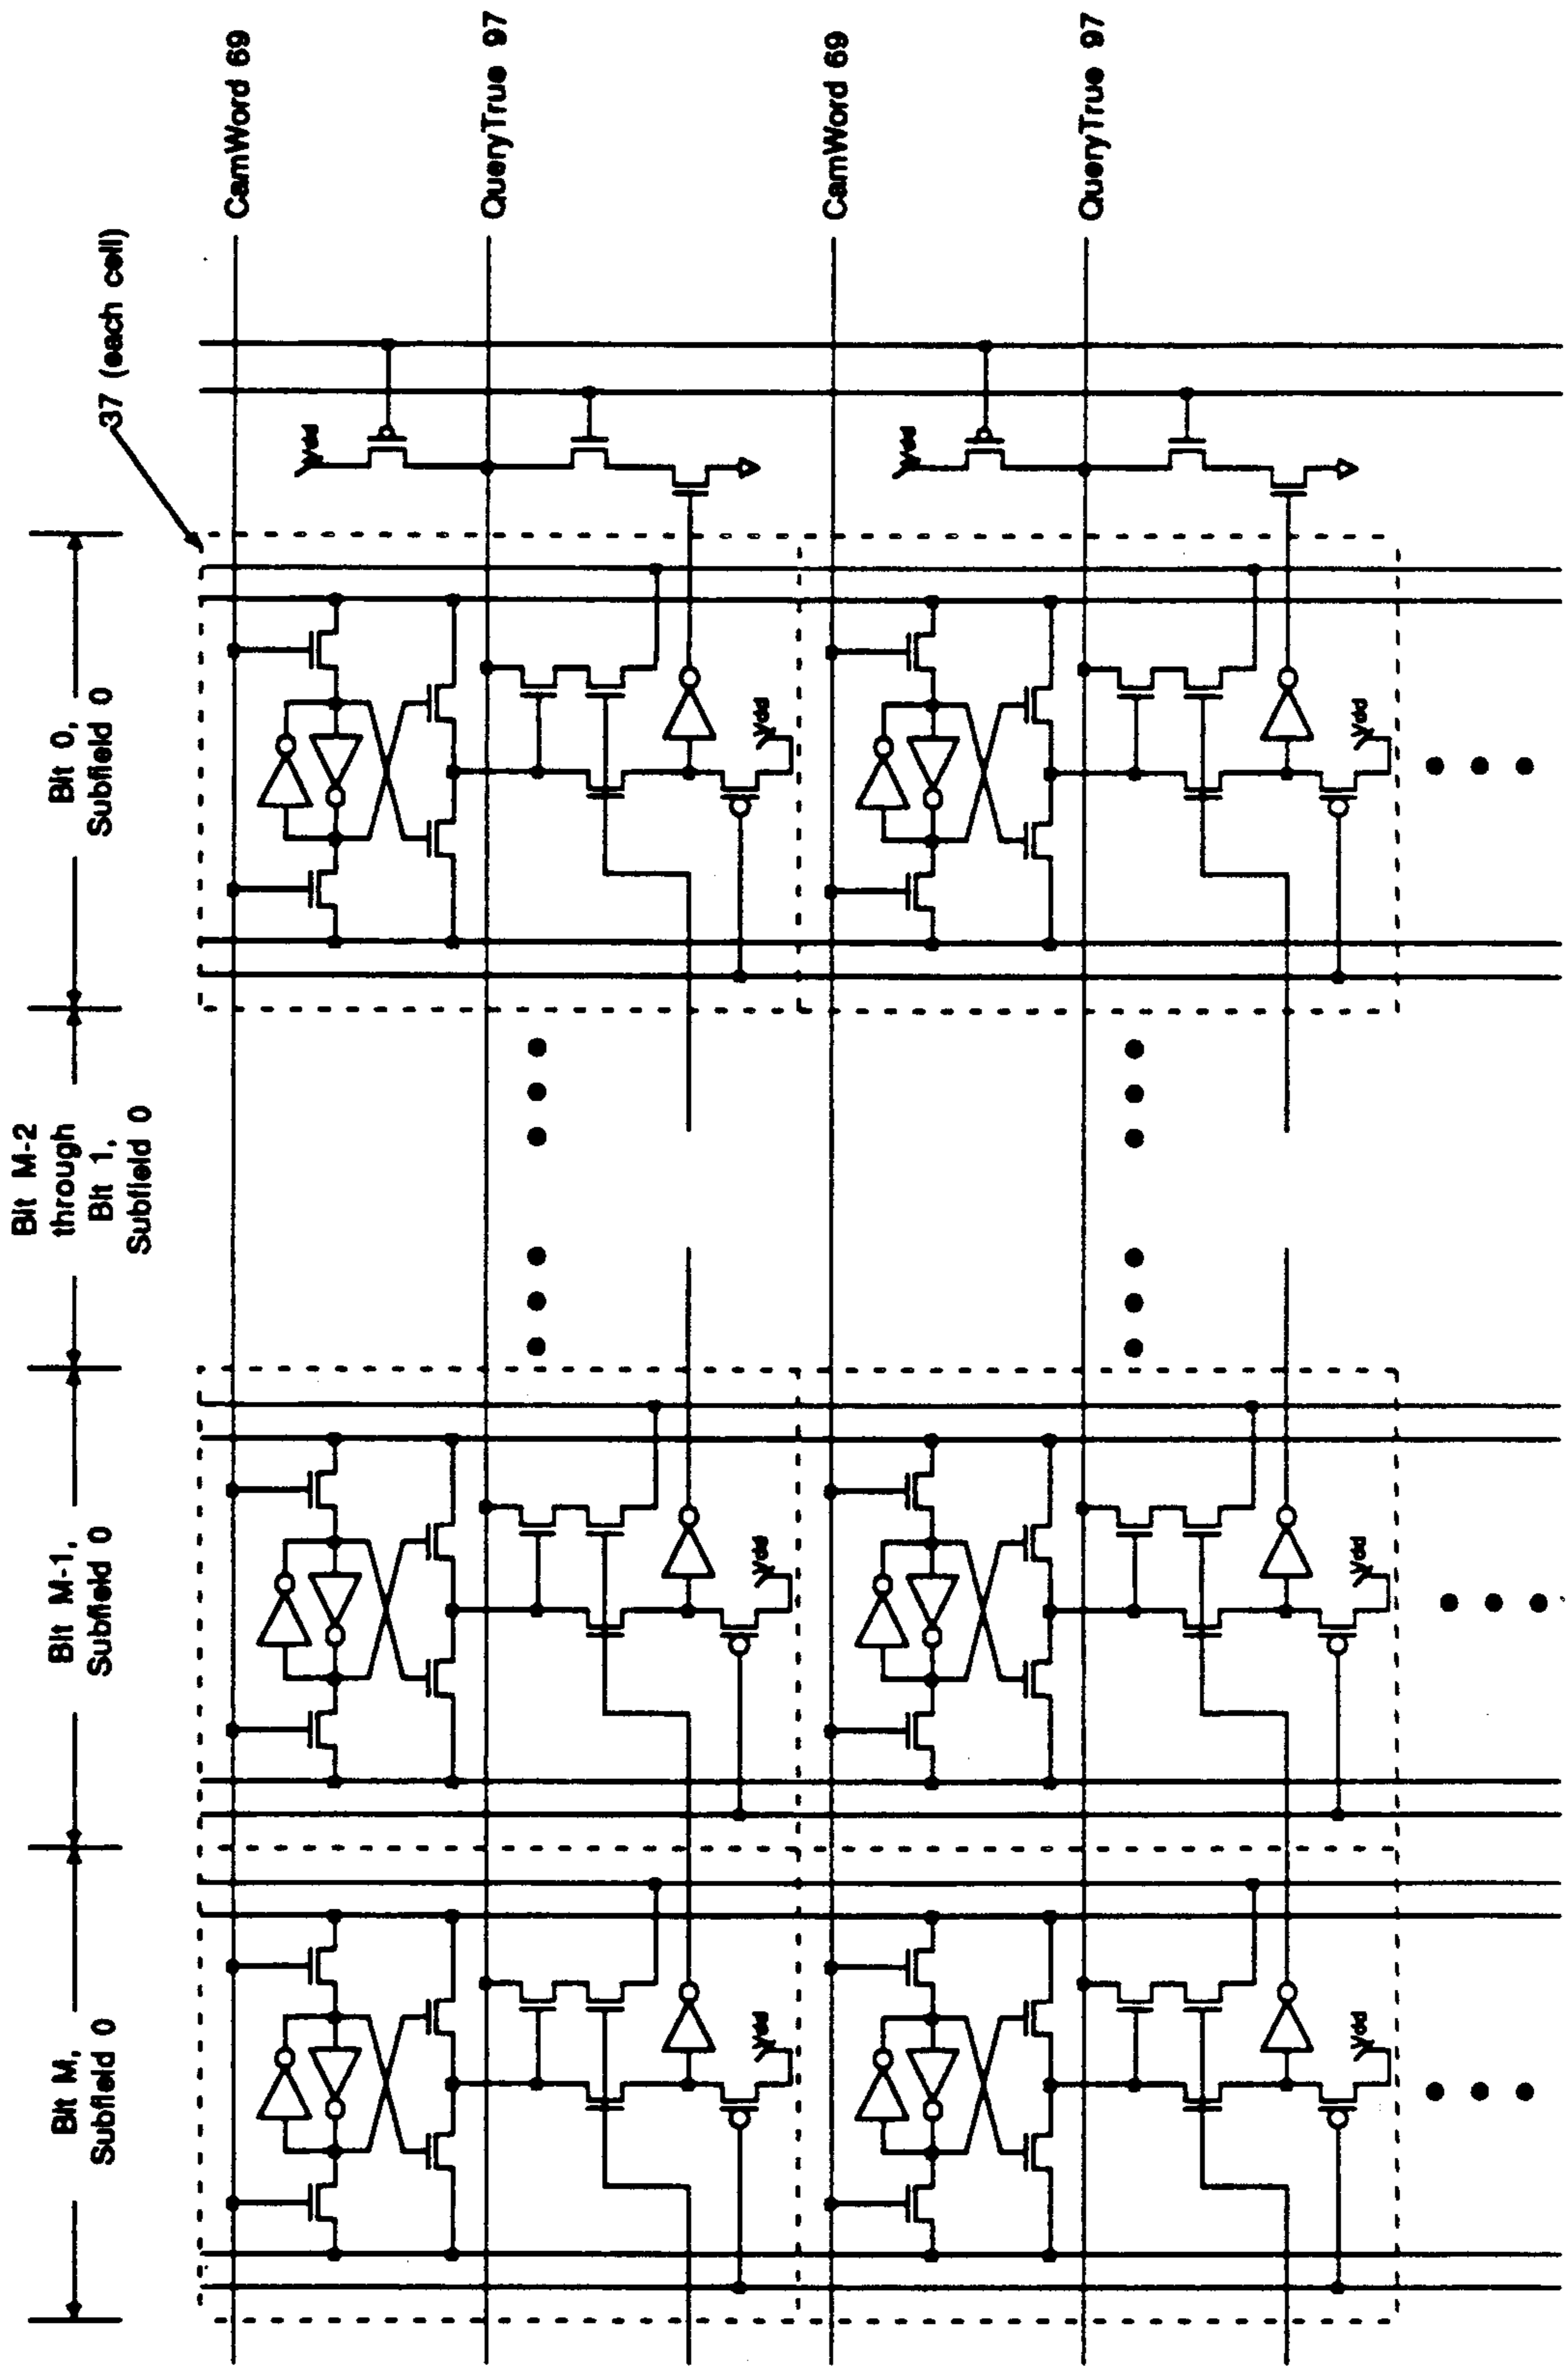 Bit M,
Subfield 0
Bit M-1,
Subfield 0
Bit M-2
through
Bit 1,
Subfield 0
Bit 0,
Subfield 0
37 (each cell)
CamWord 69
Vdd
QueryTrue 97
Vdd
Vdd
Vdd
CamWord 69
Vdd
QueryTrue 97
Vdd
Vdd
Vdd